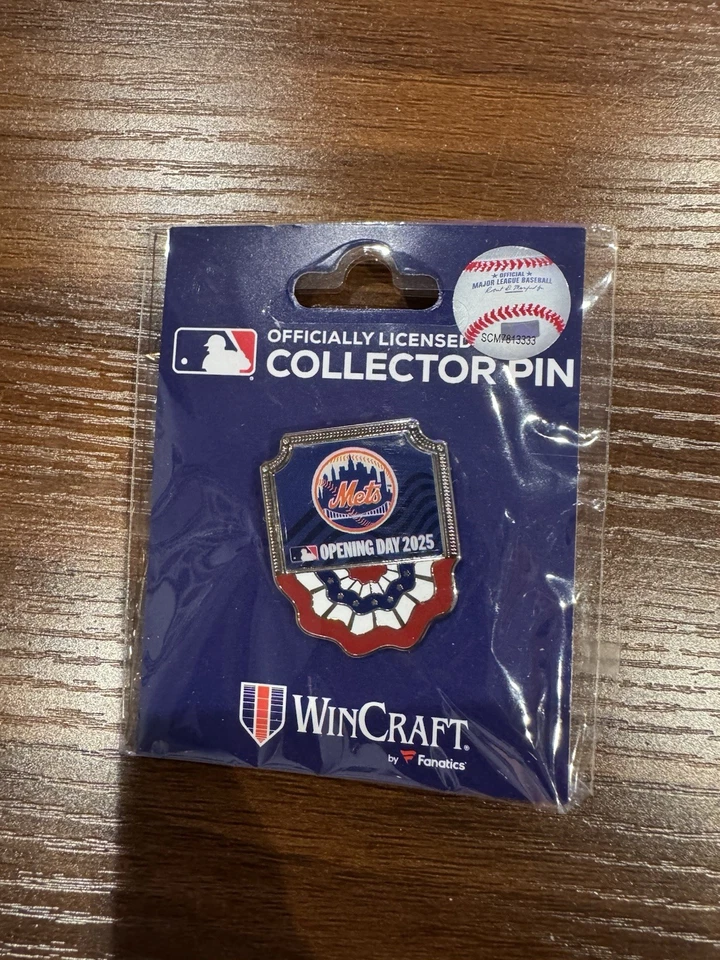 ★ OFFICIAL ★
MAJOR LEAGUE BASEBALL
SCM7813333
OFFICIALLY LICENSED
COLLECTOR PIN
Mets
OPENING DAY 2025
WINCRAFT®
by Fanatics